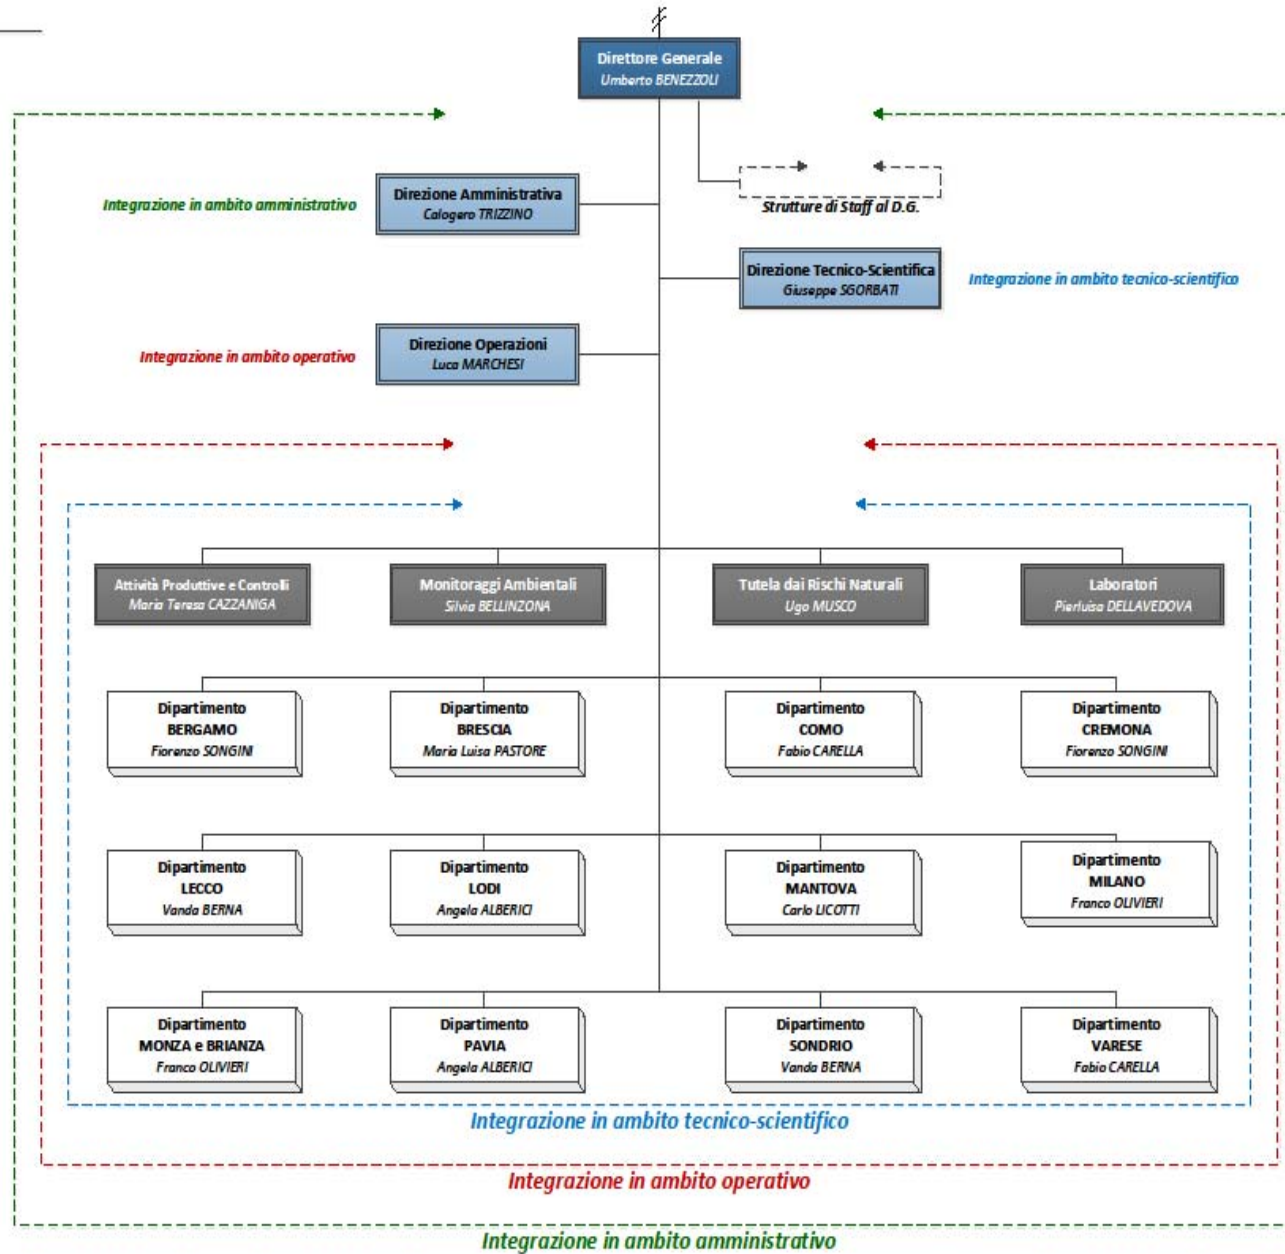 Direttore Generale
Umberto BENEZZOLI
Direzione Amministrativa
Calogero TRIZZINO
Integrazione in ambito amministrativo
Strutture di Staff al D.G.
Direzione Tecnico-Scientifica
Giuseppe SGORBATI
Integrazione in ambito tecnico-scientifico
Direzione Operazioni
Luca MARCHESI
Integrazione in ambito operativo
Attività Produttive e Controlli
Maria Teresa CAZZANIGA
Monitoraggi Ambientali
Silvia BELLINZONA
Tutela dai Rischi Naturali
Ugo MUSCO
Laboratori
Pierluisa DELLAVEDOVA
Dipartimento
BERGAMO
Fiorenzo SONGINI
Dipartimento
BRESCIA
Maria Luisa PASTORE
Dipartimento
COMO
Fabio CARELLA
Dipartimento
CREMONA
Fiorenzo SONGINI
Dipartimento
LECCO
Vanda BERNA
Dipartimento
LODI
Angela ALBERICI
Dipartimento
MANTOVA
Carlo LICOTTI
Dipartimento
MILANO
Franco OLIVIERI
Dipartimento
MONZA e BRIANZA
Franco OLIVIERI
Dipartimento
PAVIA
Angela ALBERICI
Dipartimento
SONDRIO
Vanda BERNA
Dipartimento
VARESE
Fabio CARELLA
Integrazione in ambito tecnico-scientifico
Integrazione in ambito operativo
Integrazione in ambito amministrativo